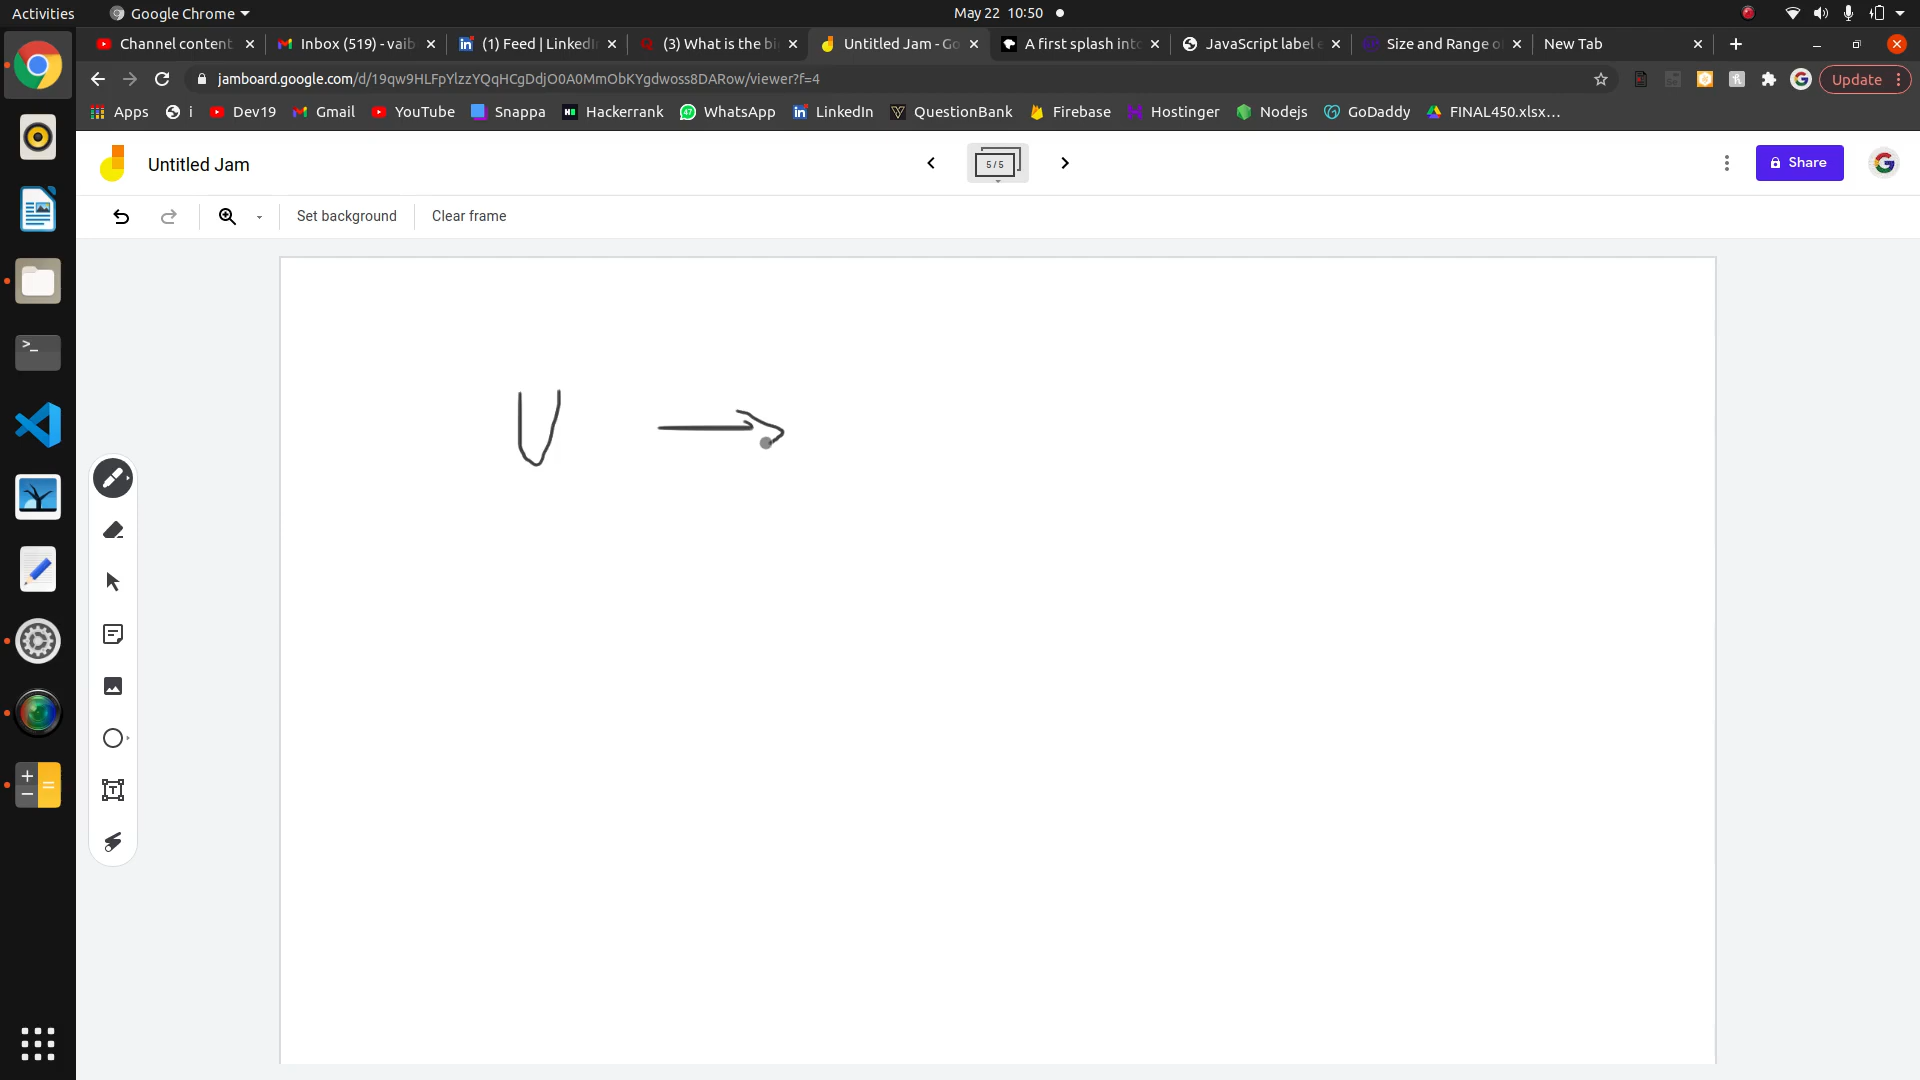 Activities Google Chrome May 22 10:50
Channel content Inbox (519) - vaib (1) Feed | LinkedIn (3) What is the bi Untitled Jam - Go A first splash into JavaScript label e Size and Range o New Tab
jamboard.google.com/d/19qw9HLFpYlzzYQqHCgDdjO0A0MmObKYgdwoss8DARow/viewer?f=4 Update
Apps i Dev19 Gmail YouTube Snappa Hackerrank WhatsApp LinkedIn QuestionBank Firebase Hostinger Nodejs GoDaddy FINAL450.xlsx...
Untitled Jam 5 / 5 Share
Set background Clear frame
U